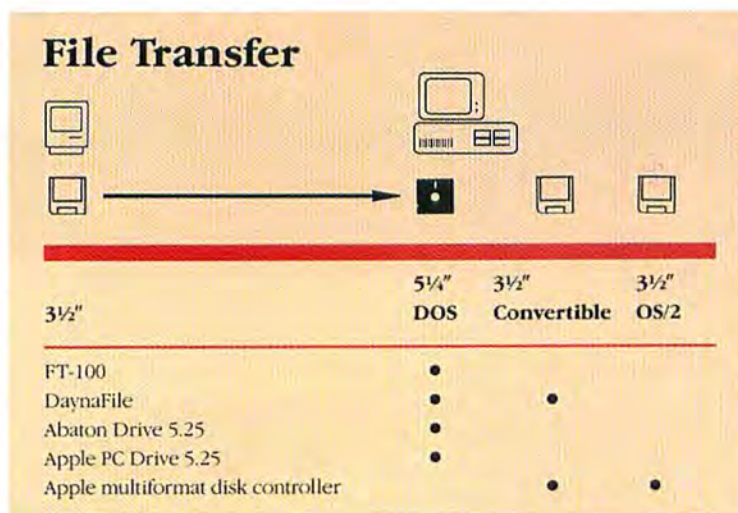 File Transfer
5¼" 3½" 3½"
3½" DOS Convertible OS/2
FT-100 •
DaynaFile • •
Abaton Drive 5.25 •
Apple PC Drive 5.25 •
Apple multiformat disk controller • •